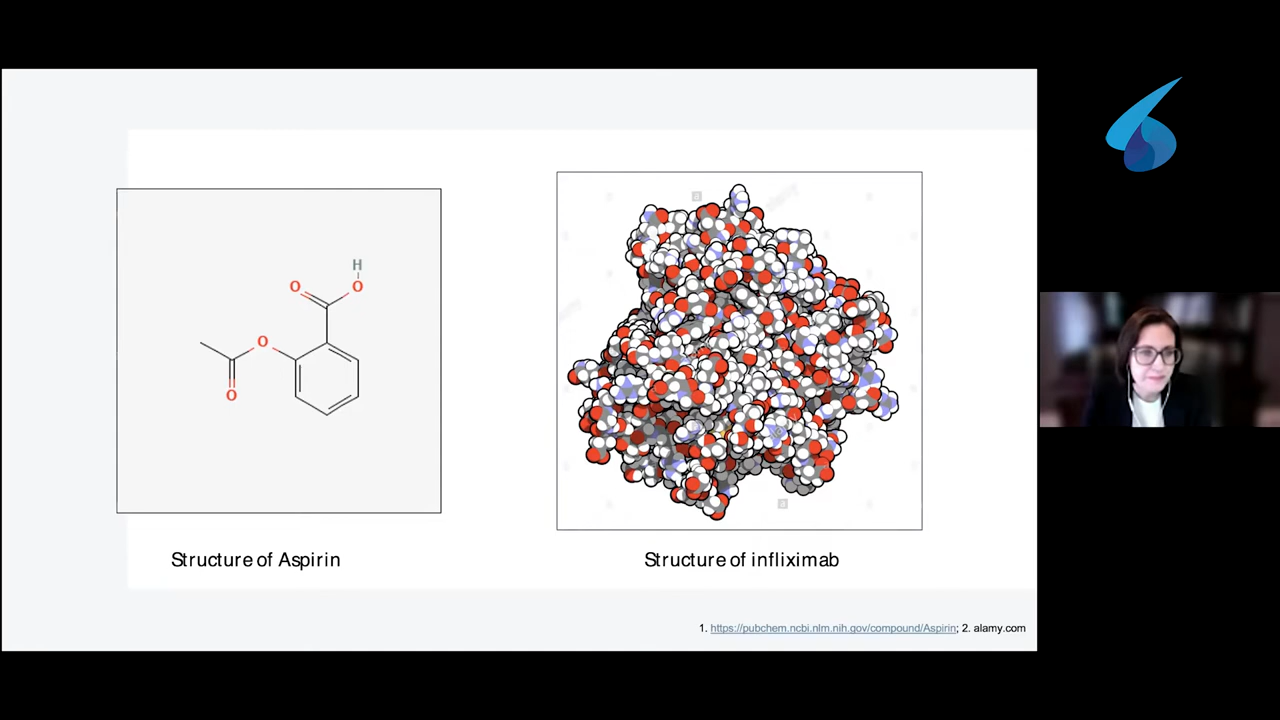 H
O
O
O
O
Structure of Aspirin
a
a
Structure of infliximab
1. https://pubchem.ncbi.nlm.nih.gov/compound/Aspirin; 2. alamy.com